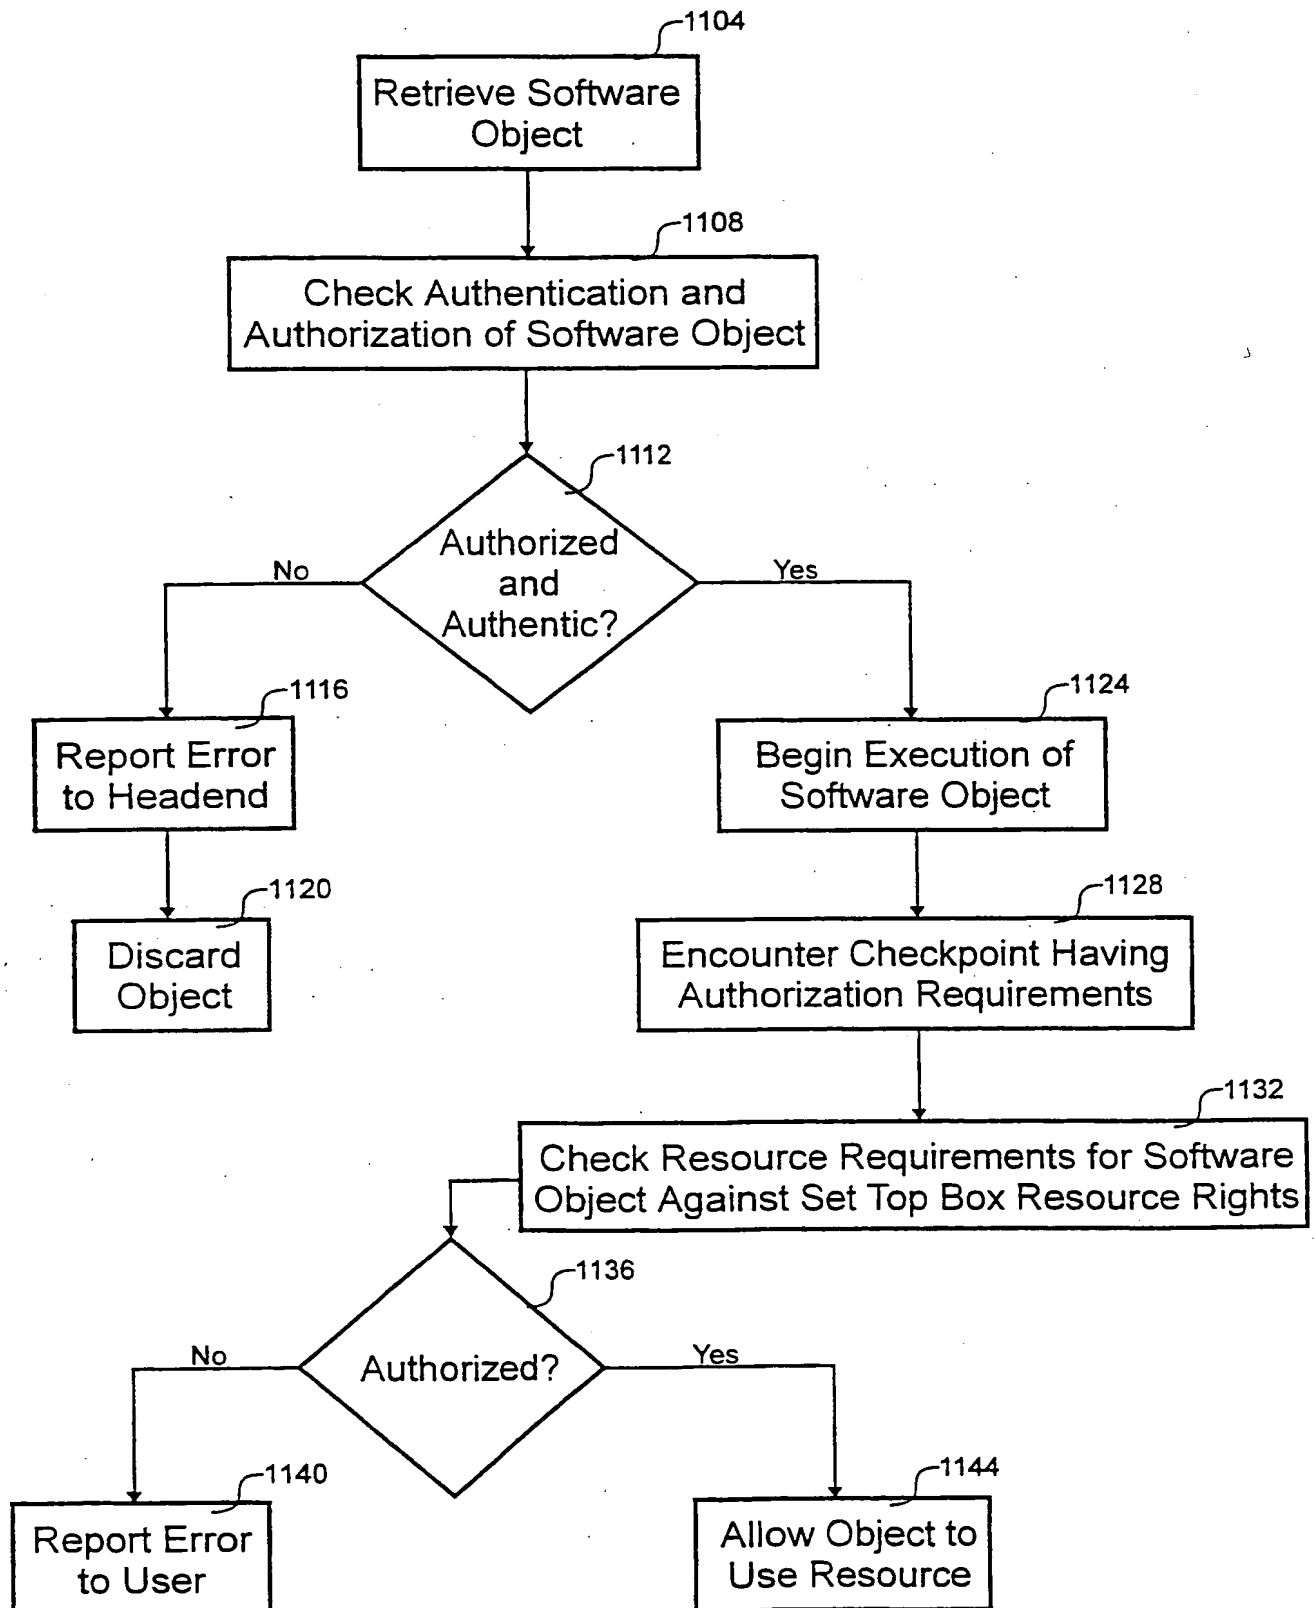 1104
Retrieve Software
Object
1108
Check Authentication and
Authorization of Software Object
1112
Authorized
and
Authentic?
No
Yes
1116
Report Error
to Headend
1124
Begin Execution of
Software Object
1120
Discard
Object
1128
Encounter Checkpoint Having
Authorization Requirements
1132
Check Resource Requirements for Software
Object Against Set Top Box Resource Rights
1136
Authorized?
No
Yes
1140
Report Error
to User
1144
Allow Object to
Use Resource